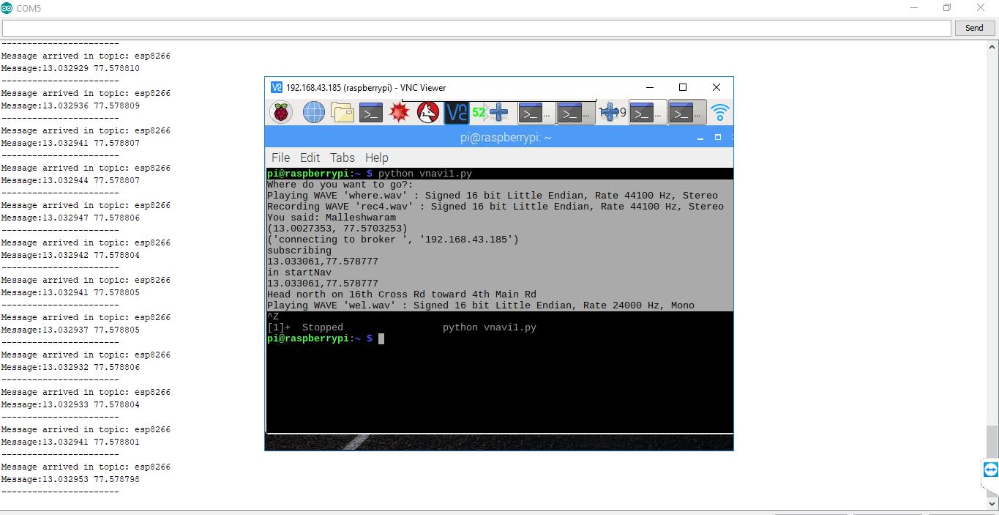 COM5
Send
-----------------------
Message arrived in topic: esp8266
Message:13.032929 77.578810
-----------------------
Message arrived in topic: esp8266
Message:13.032936 77.578809
-----------------------
Message arrived in topic: esp8266
Message:13.032941 77.578807
-----------------------
Message arrived in topic: esp8266
Message:13.032944 77.578807
-----------------------
Message arrived in topic: esp8266
Message:13.032947 77.578806
-----------------------
Message arrived in topic: esp8266
Message:13.032942 77.578804
-----------------------
Message arrived in topic: esp8266
Message:13.032941 77.578805
-----------------------
Message arrived in topic: esp8266
Message:13.032937 77.578805
-----------------------
Message arrived in topic: esp8266
Message:13.032932 77.578806
-----------------------
Message arrived in topic: esp8266
Message:13.032933 77.578804
-----------------------
Message arrived in topic: esp8266
Message:13.032941 77.578801
-----------------------
Message arrived in topic: esp8266
Message:13.032953 77.578798
-----------------------
192.168.43.185 (raspberrypi) - VNC Viewer
52
pi@raspberrypi: ~
File Edit Tabs Help
pi@raspberrypi:~ $ python vnavi1.py
Where do you want to go?:
Playing WAVE 'where.wav' : Signed 16 bit Little Endian, Rate 44100 Hz, Stereo
Recording WAVE 'rec4.wav' : Signed 16 bit Little Endian, Rate 44100 Hz, Stereo
You said: Malleshwaram
(13.0027353, 77.5703253)
('connecting to broker ', '192.168.43.185')
subscribing
13.033061,77.578777
in startNav
13.033061,77.578777
Head north on 16th Cross Rd toward 4th Main Rd
Playing WAVE 'wel.wav' : Signed 16 bit Little Endian, Rate 24000 Hz, Mono
^Z
[1]+  Stopped                 python vnavi1.py
pi@raspberrypi:~ $